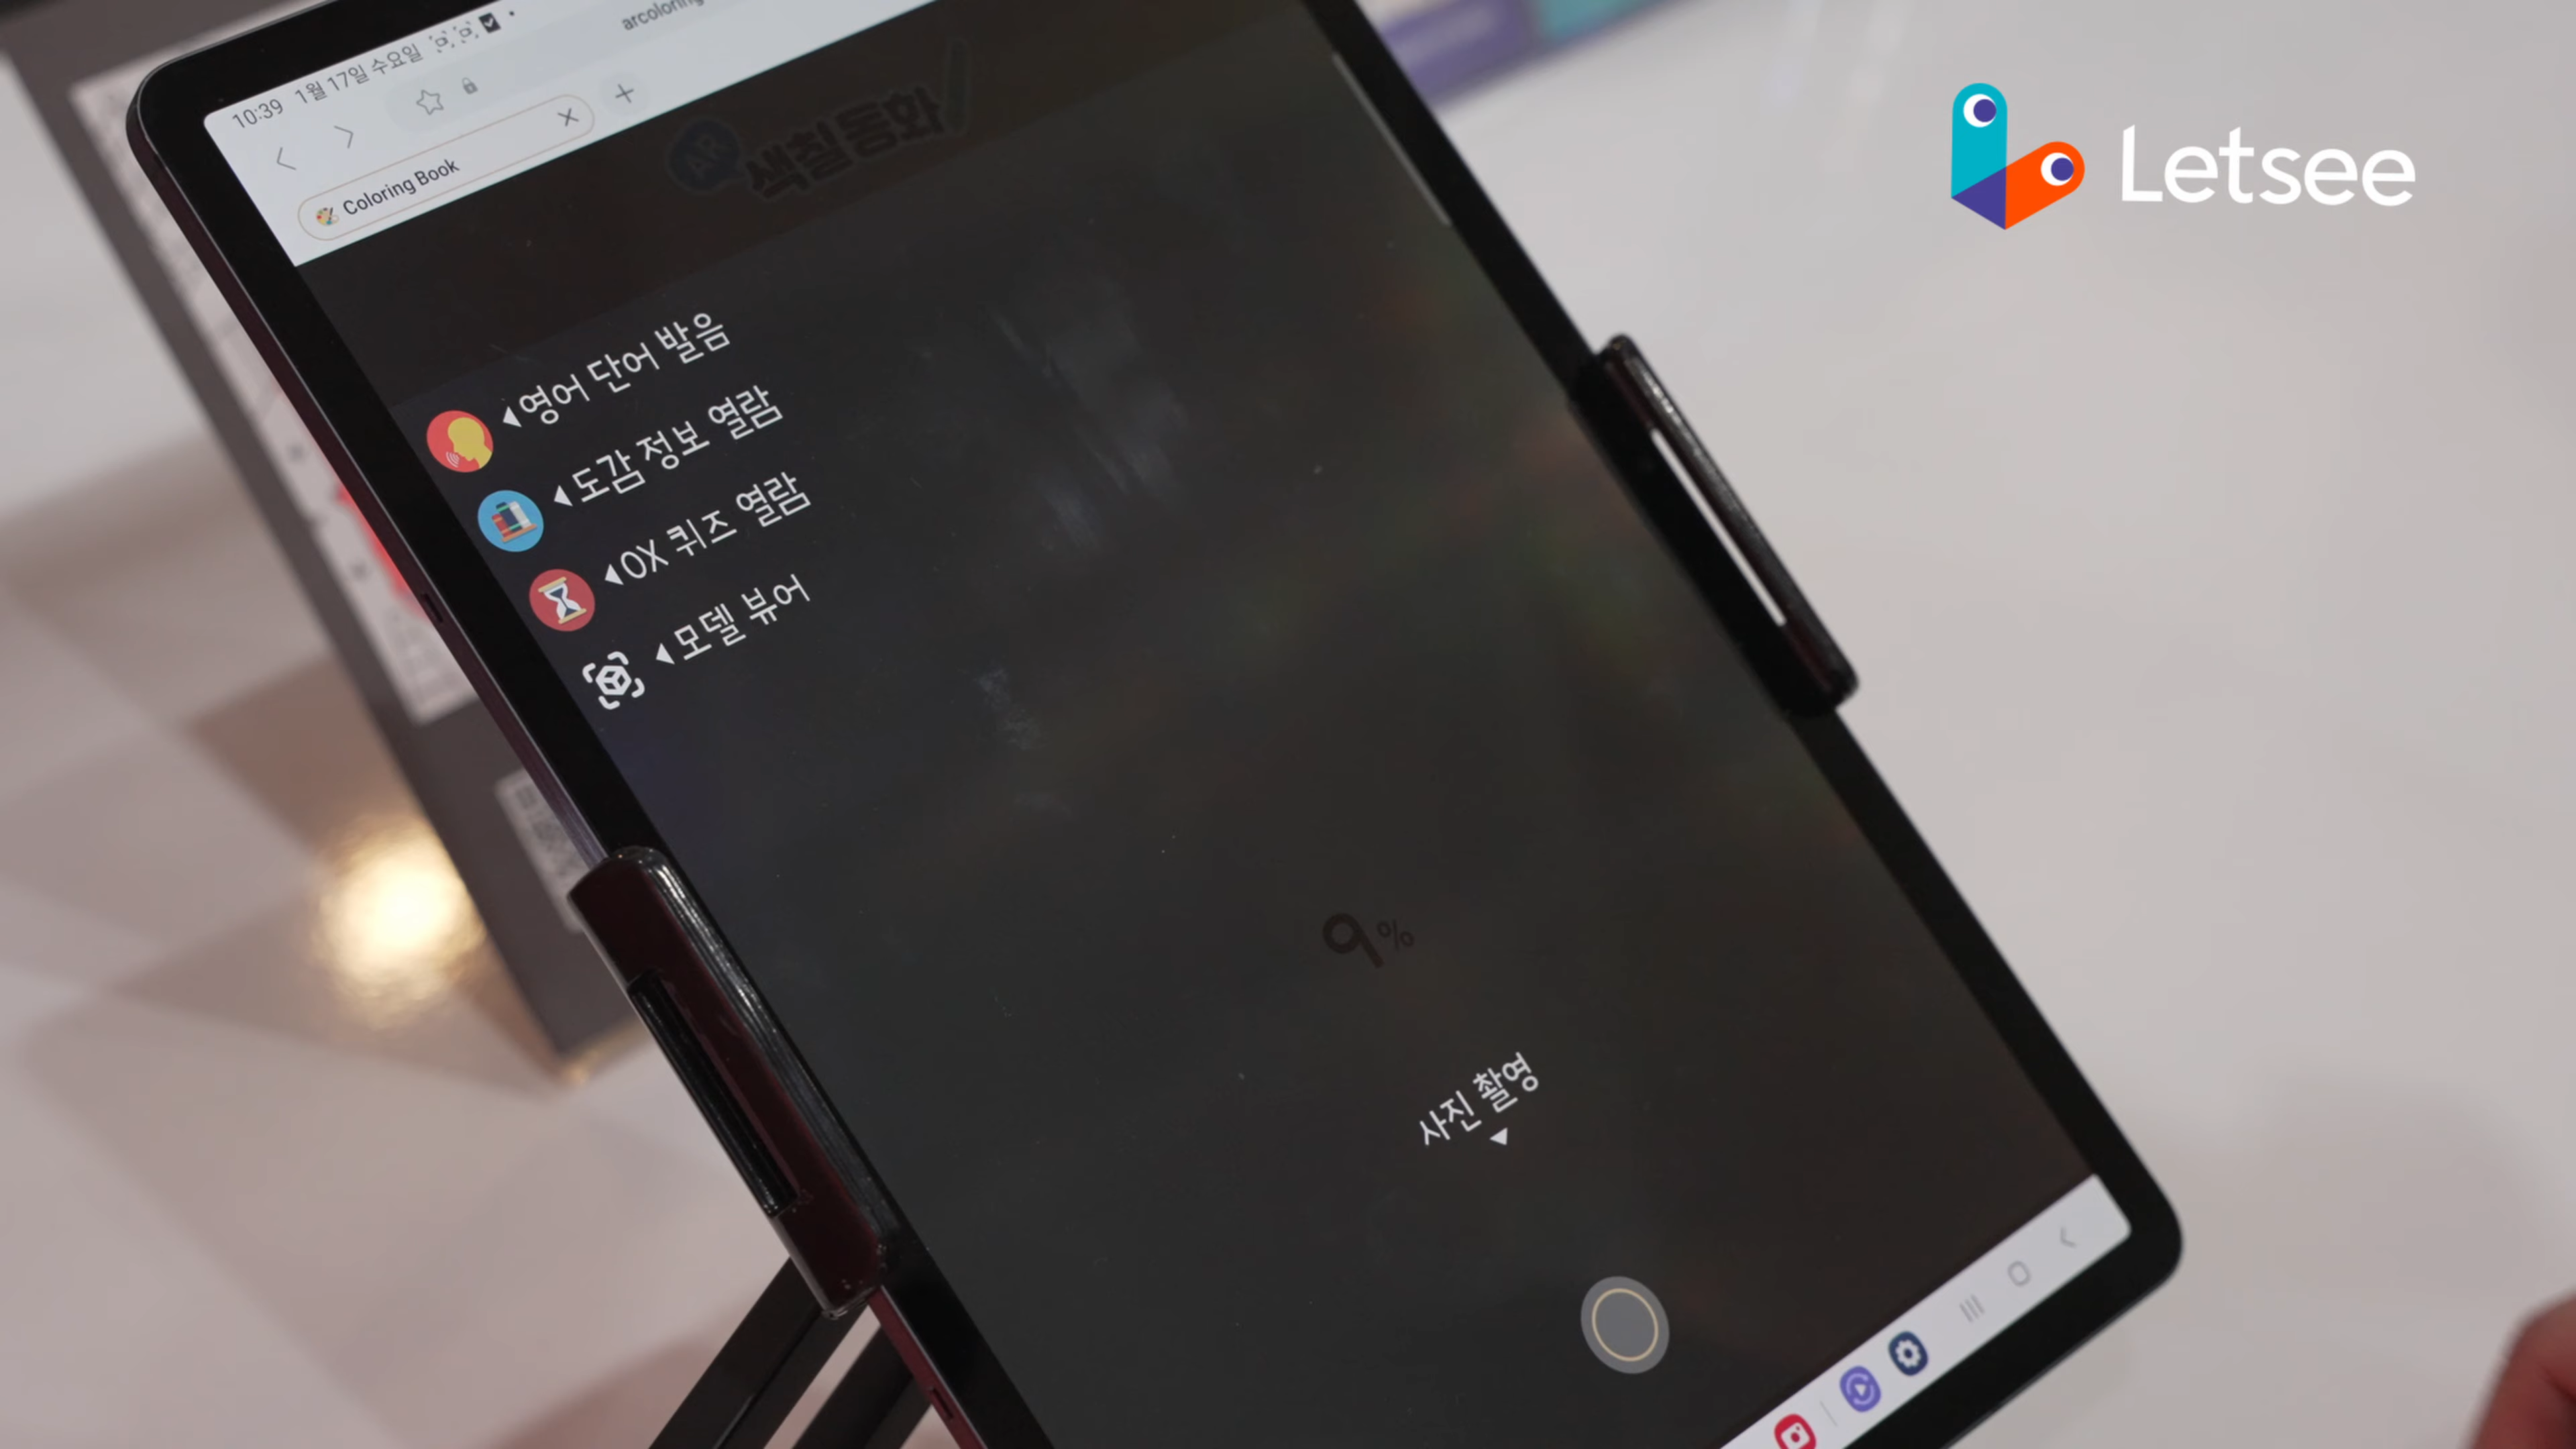 10:39 1월 17일 수요일
arcoloring
Coloring Book
AR 색칠동화
영어 단어 발음
도감 정보 열람
OX 퀴즈 열람
모델 뷰어
9%
사진 촬영
Letsee